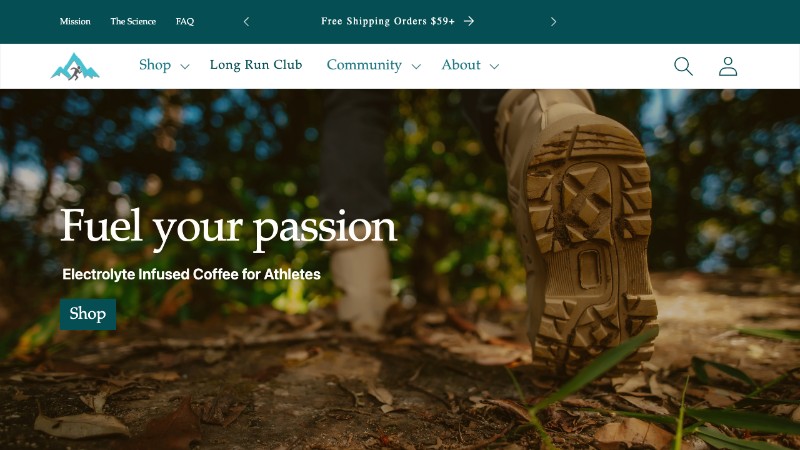 Mission The Science FAQ Free Shipping Orders $59+
Shop Long Run Club Community About
Fuel your passion
Electrolyte Infused Coffee for Athletes
Shop